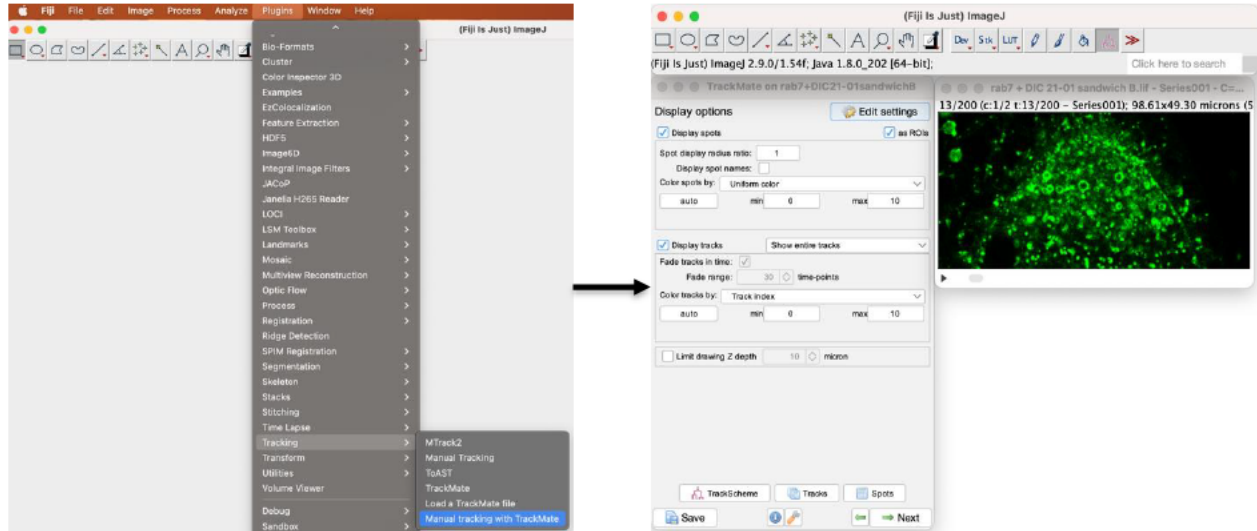 Fiji File Edit Image Process Analyze Plugins Window Help
(Fiji Is Just) ImageJ
Bio-Formats
Cluster
Color Inspector 3D
Examples
EzColocalization
Feature Extraction
HDF5
Image5D
Integral Image Filters
JACoP
Janelia H265 Reader
LOCI
LSM Toolbox
Landmarks
Mosaic
Multiview Reconstruction
Optic Flow
Process
Registration
Ridge Detection
SPIM Registration
Segmentation
Skeleton
Stacks
Stitching
Time Lapse
Tracking
Transform
Utilities
Volume Viewer
Debug
Sandbox
MTrack2
Manual Tracking
ToAST
TrackMate
Load a TrackMate file
Manual tracking with TrackMate
(Fiji Is Just) ImageJ
Dev Stk LUT
(Fiji Is Just) ImageJ 2.9.0/1.54f; Java 1.8.0_202 [64-bit];
Click here to search
TrackMate on rab7+DIC21-01sandwichB
Display options
Edit settings
Display spots
as ROIs
Spot display radius ratio: 1
Display spot names:
Color spots by: Uniform color
auto min 0 max 10
Display tracks Show entire tracks
Fade tracks in time:
Fade range: 30 time-points
Color tracks by: Track index
auto min 0 max 10
Limit drawing Z depth 10 micron
TrackScheme Tracks Spots
Save Next
rab7 + DIC 21-01 sandwich B.lif - Series001 - C=...
13/200 (c:1/2 t:13/200 - Series001); 98.61x49.30 microns (5